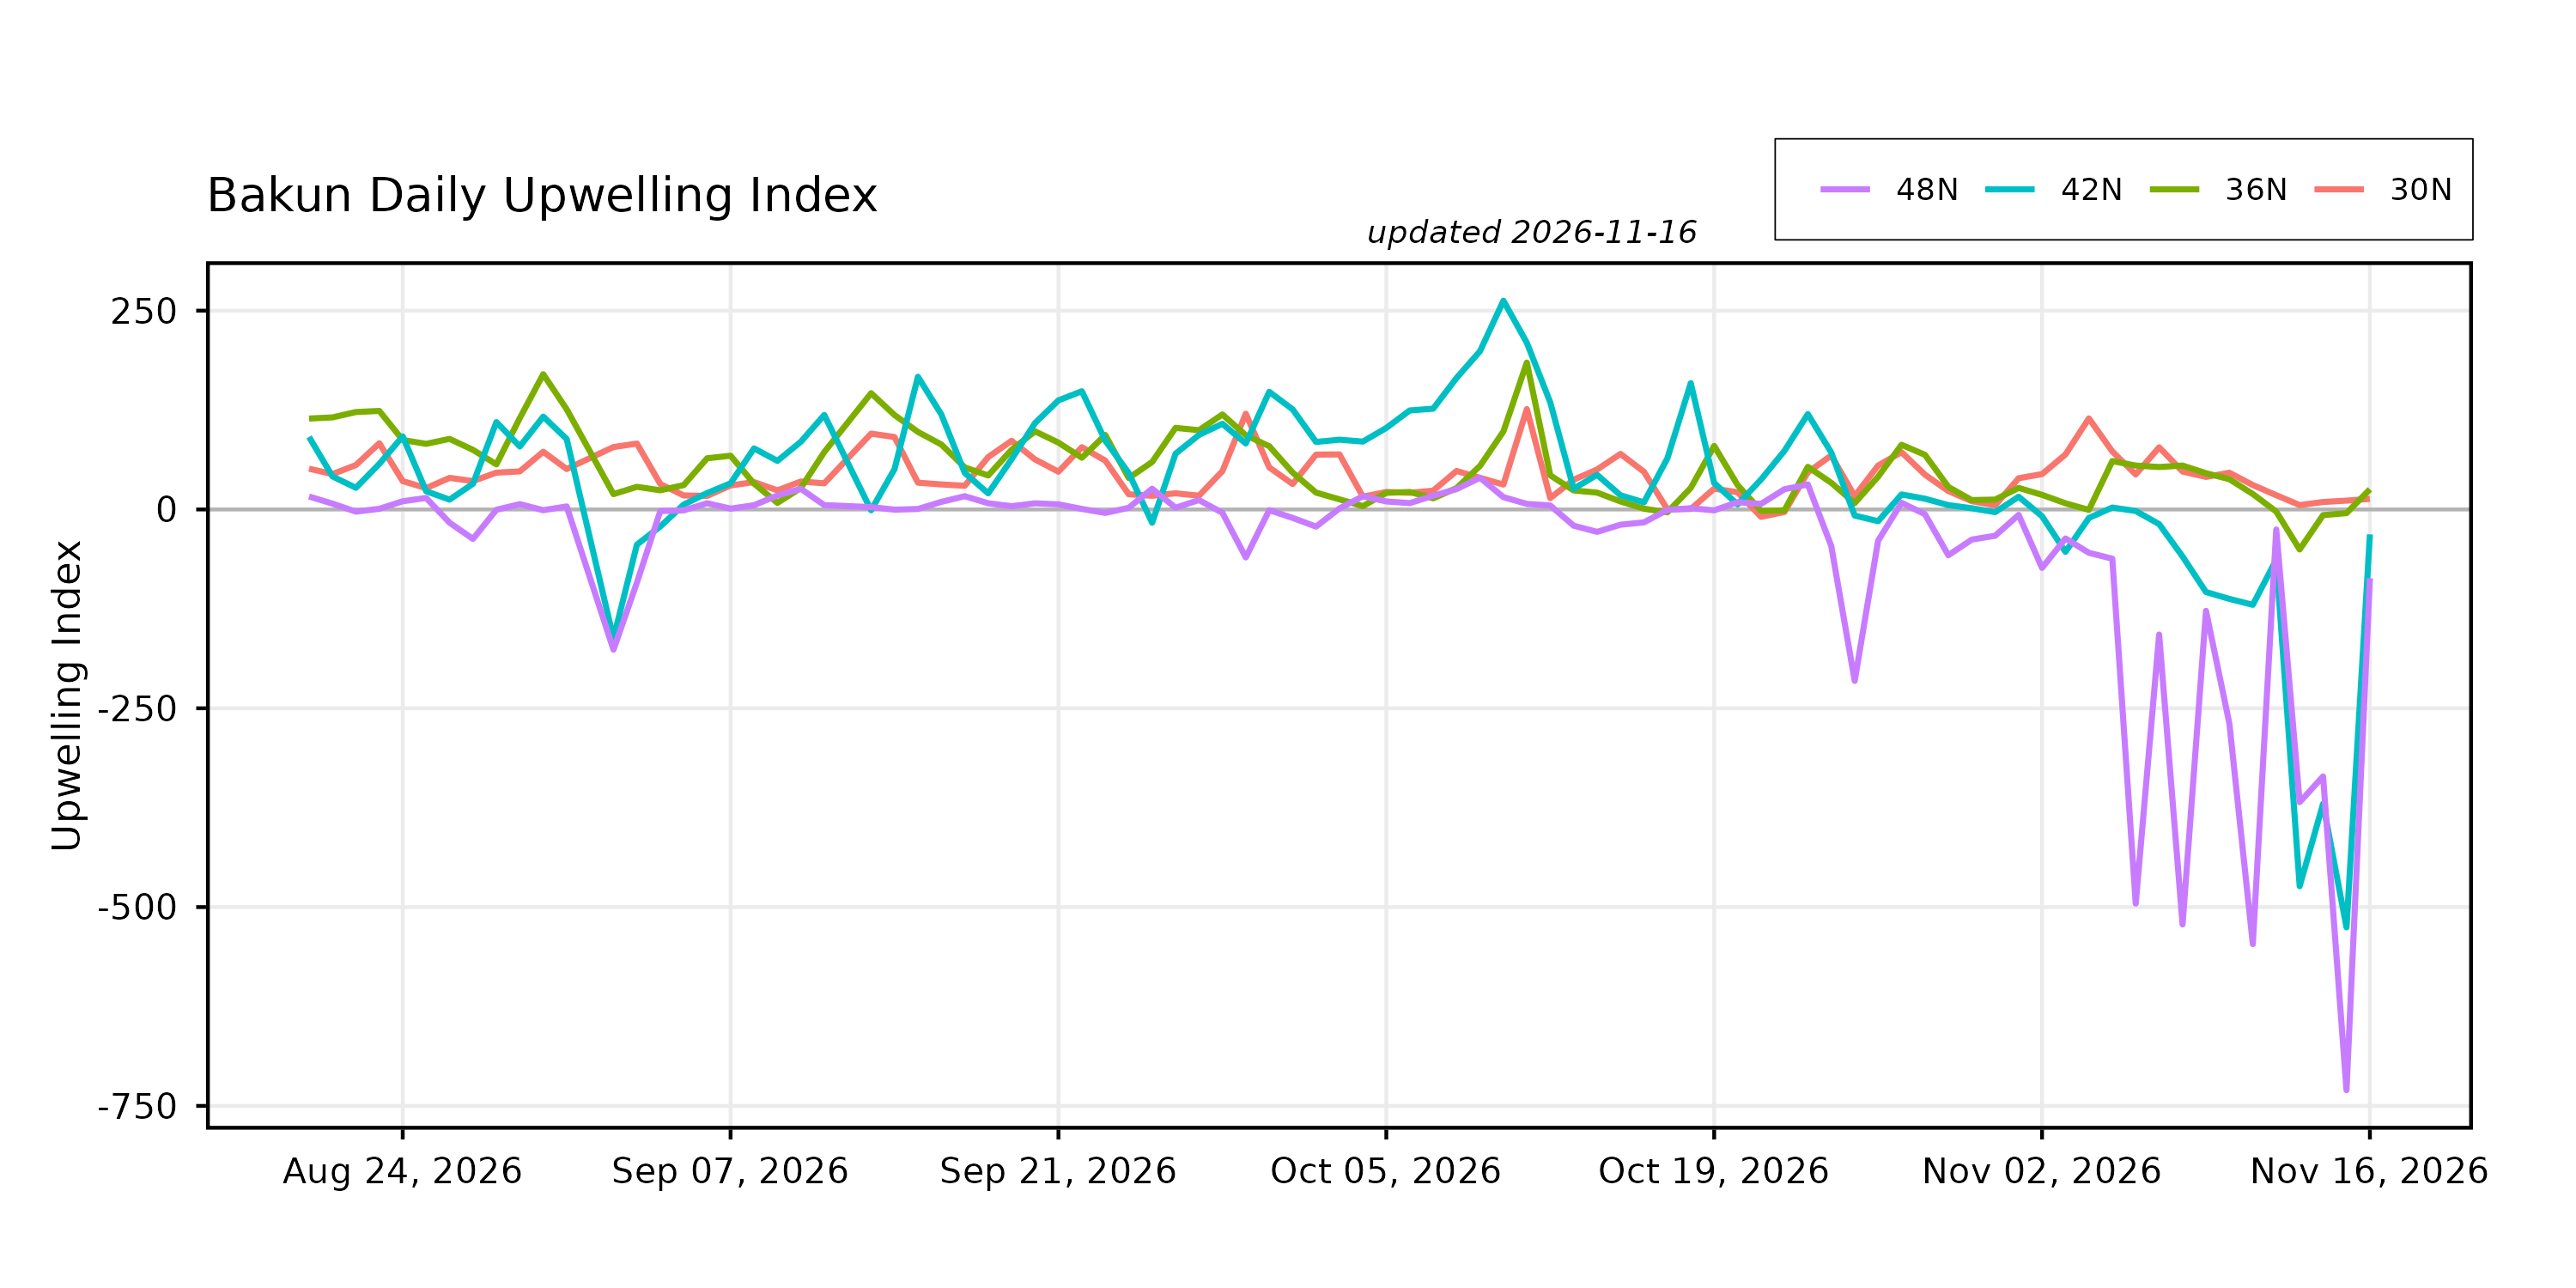 Bakun Daily Upwelling Index
updated 2026-11-16
48N 42N 36N 30N
Upwelling Index
250
0
-250
-500
-750
Aug 24, 2026 Sep 07, 2026 Sep 21, 2026 Oct 05, 2026 Oct 19, 2026 Nov 02, 2026 Nov 16, 2026